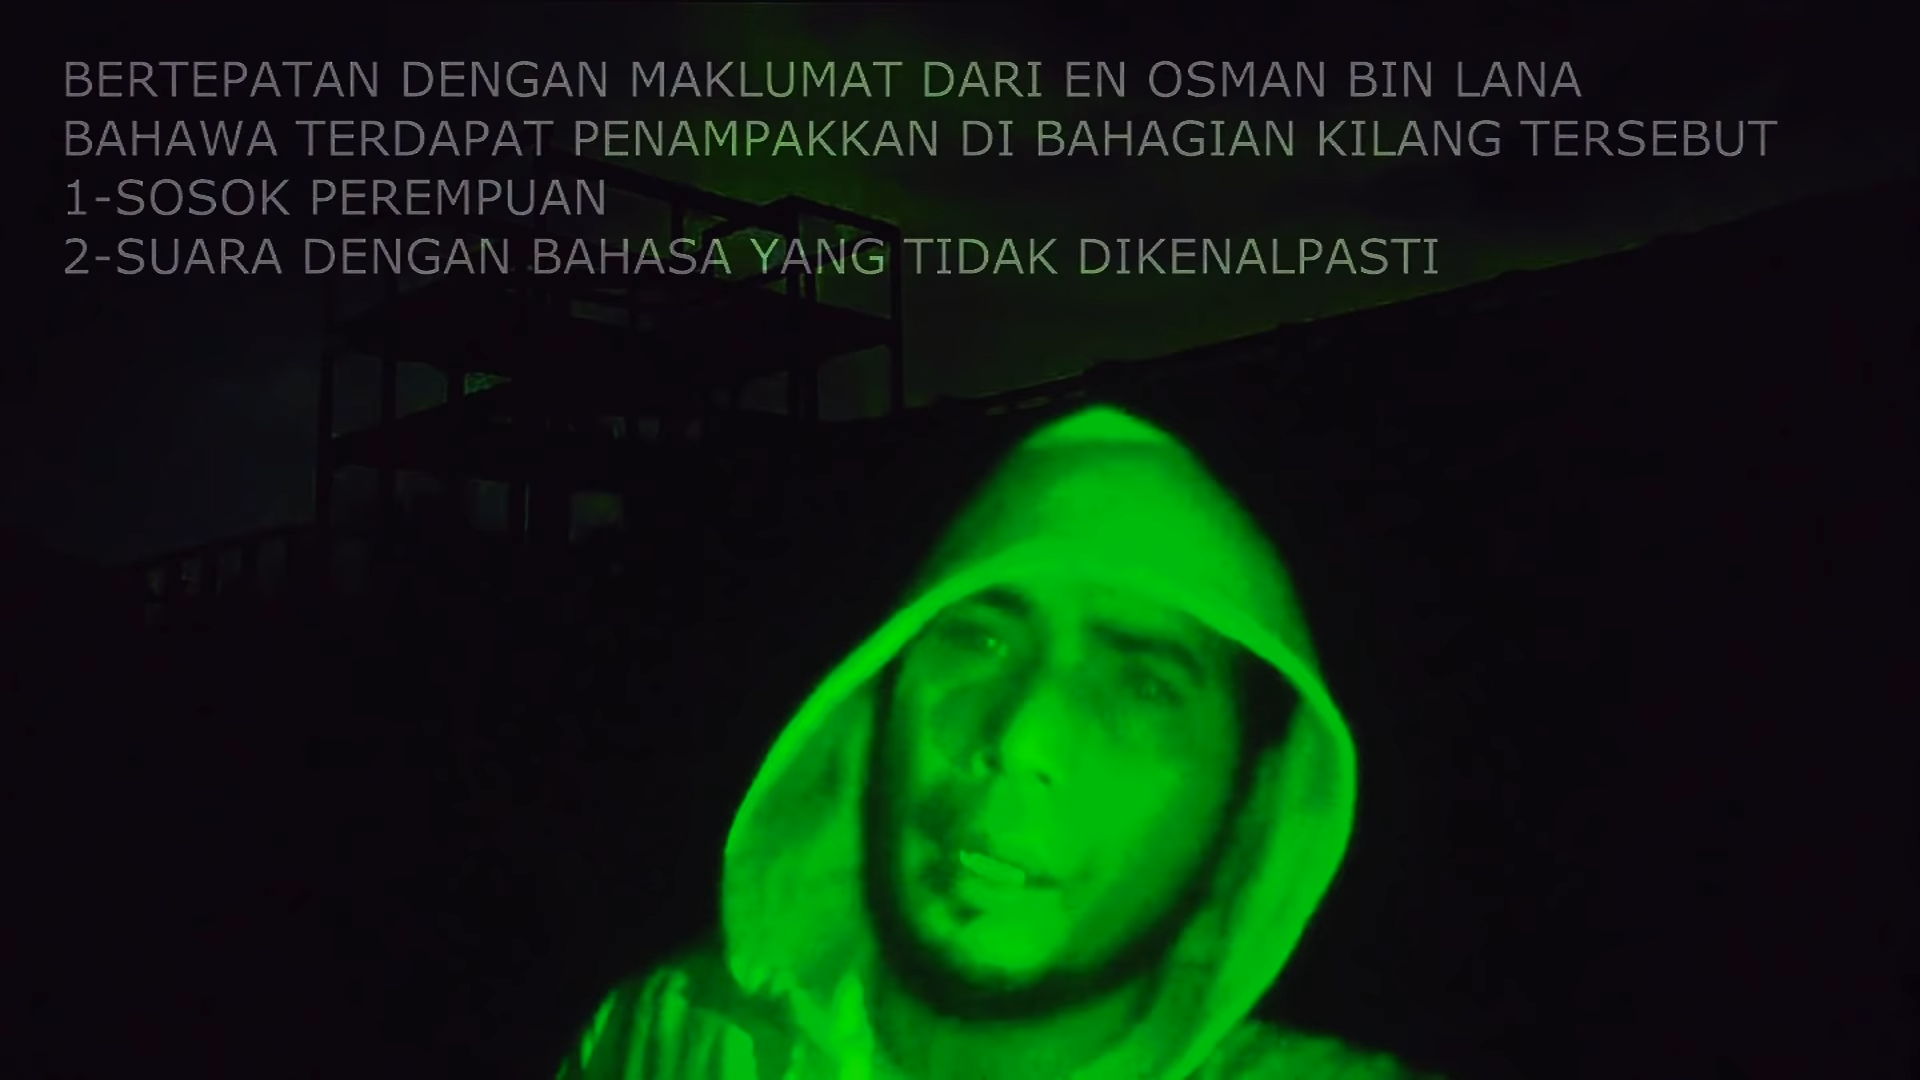 BERTEPATAN DENGAN MAKLUMAT DARI EN OSMAN BIN LANA
BAHAWA TERDAPAT PENAMPAKKAN DI BAHAGIAN KILANG TERSEBUT
1-SOSOK PEREMPUAN
2-SUARA DENGAN BAHASA YANG TIDAK DIKENALPASTI